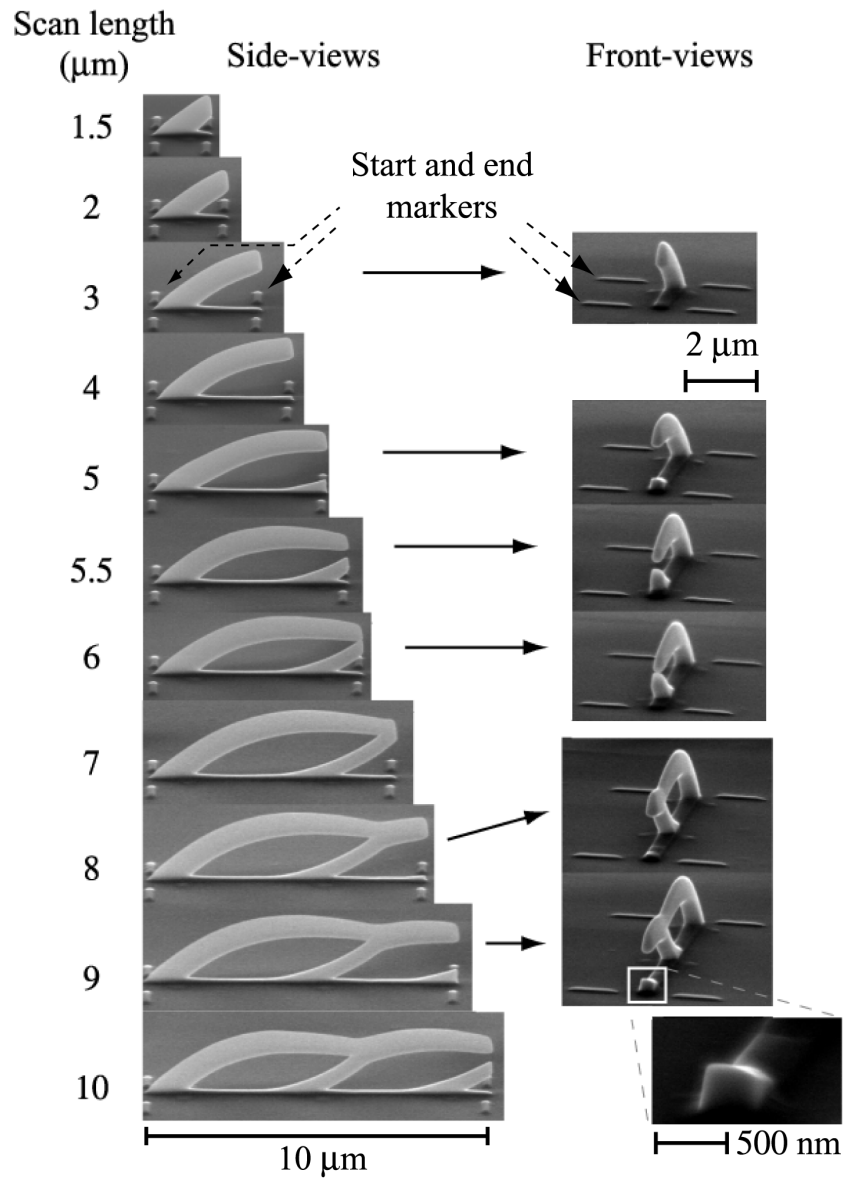 Scan length
(μm)
Side-views
Front-views
1.5
Start and end
markers
2
3
2 μm
4
5
5.5
6
7
8
9
10
500 nm
10 μm